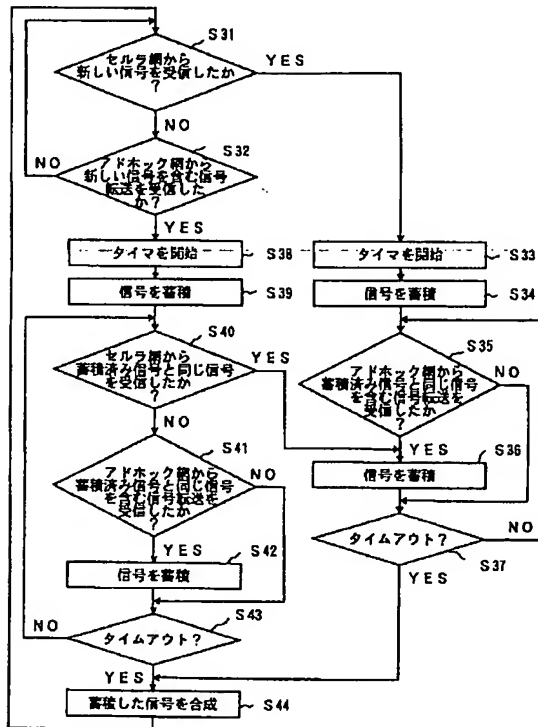 S31
セルラ網から
新しい信号を受信したか
?
YES
NO
S32
アドホック網から
新しい信号を含む信号
転送を受信した
か?
NO
YES
タイマを開始
S38
信号を蓄積
S39
S40
セルラ網から
蓄積済み信号と同じ信号
を受信したか
?
YES
NO
S41
アドホック網から
蓄積済み信号と同じ信号
を含む信号転送を
受信したか
?
NO
YES
S42
信号を蓄積
S43
タイムアウト?
NO
YES
蓄積した信号を合成
S44
タイマを開始
S33
信号を蓄積
S34
S35
アドホック網から
蓄積済み信号と同じ信号
を含む信号転送を
受信したか
?
NO
YES
S36
信号を蓄積
タイムアウト?
NO
S37
YES